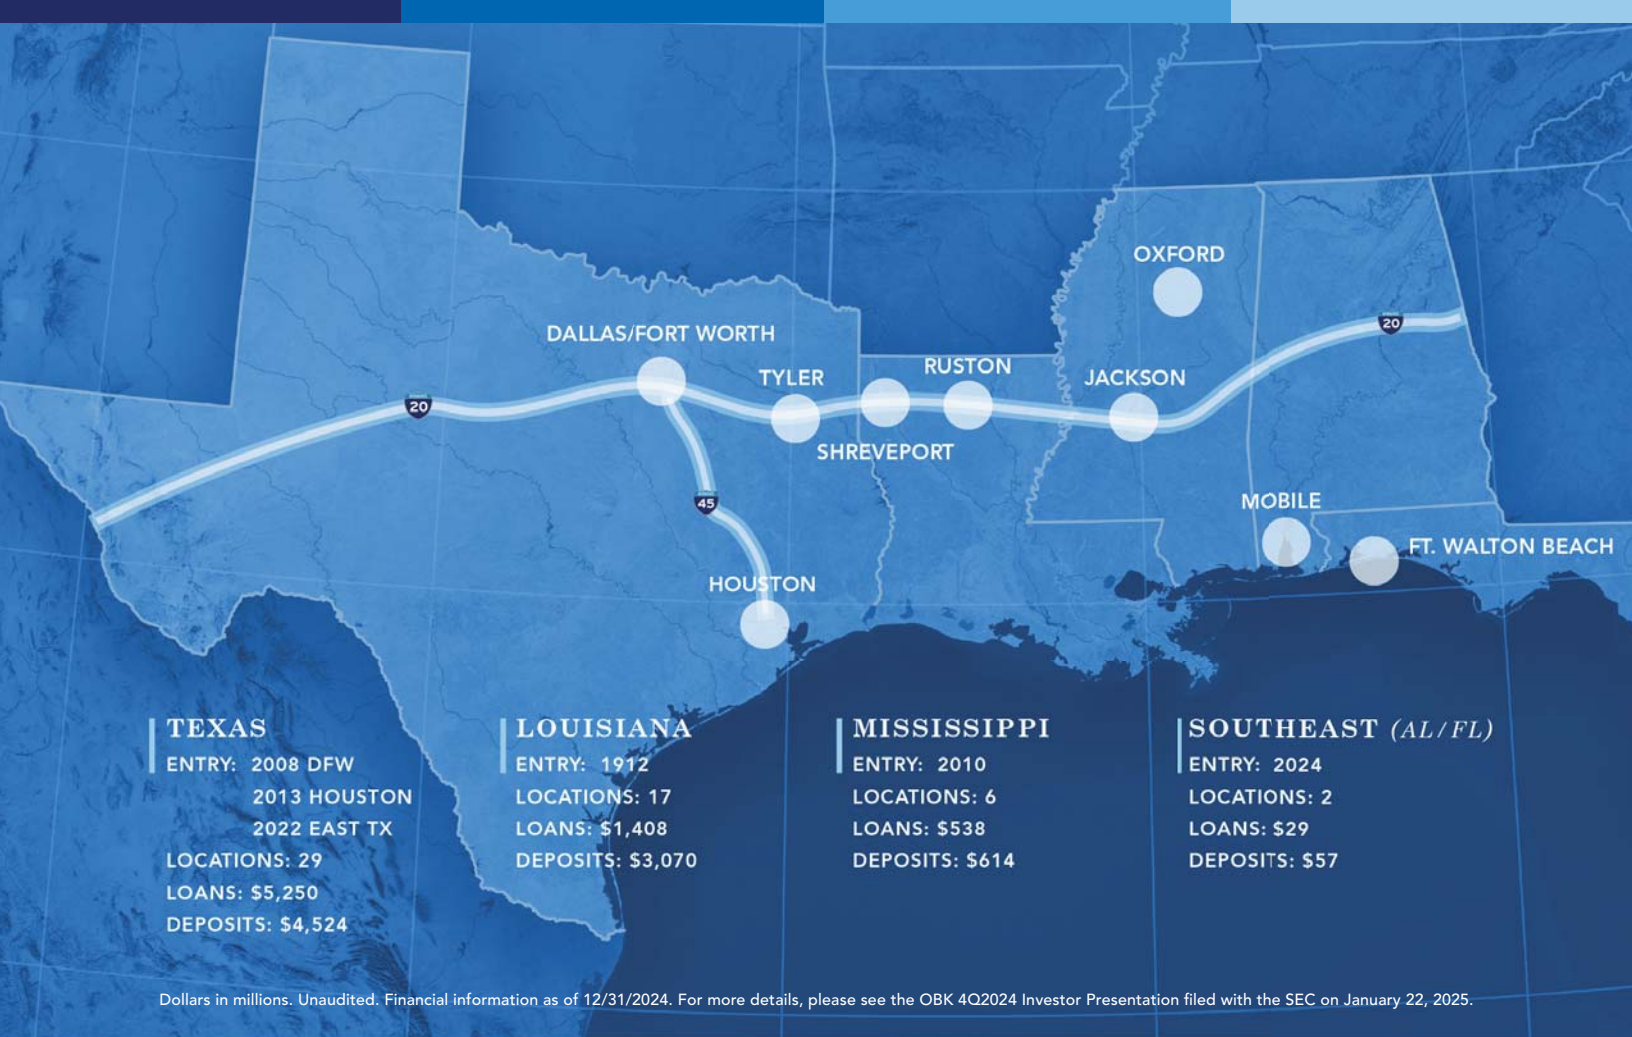 OXFORD
20
DALLAS/FORT WORTH
RUSTON
TYLER
JACKSON
20
SHREVEPORT
45
MOBILE
FT. WALTON BEACH
HOUSTON
TEXAS
ENTRY: 2008 DFW
2013 HOUSTON
2022 EAST TX
LOCATIONS: 29
LOANS: $5,250
DEPOSITS: $4,524
LOUISIANA
ENTRY: 1912
LOCATIONS: 17
LOANS: $1,408
DEPOSITS: $3,070
MISSISSIPPI
ENTRY: 2010
LOCATIONS: 6
LOANS: $538
DEPOSITS: $614
SOUTHEAST (AL/FL)
ENTRY: 2024
LOCATIONS: 2
LOANS: $29
DEPOSITS: $57
Dollars in millions. Unaudited. Financial information as of 12/31/2024. For more details, please see the OBK 4Q2024 Investor Presentation filed with the SEC on January 22, 2025.